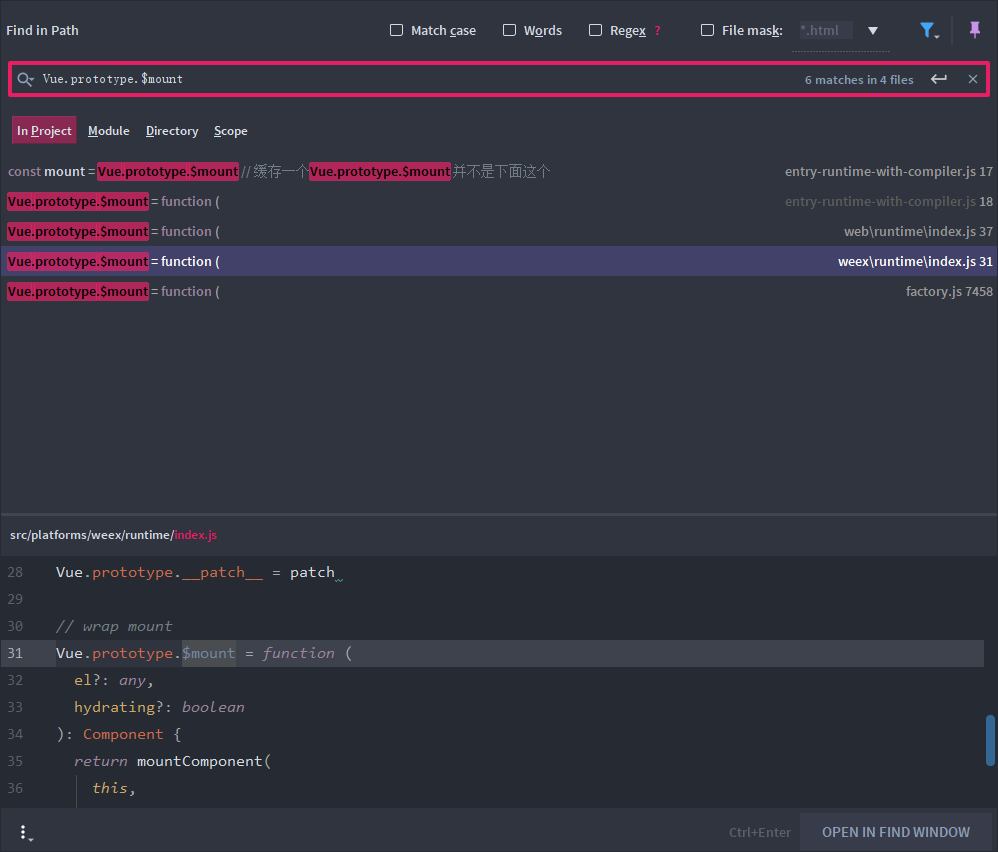 Find in Path Match case Words Regex ? File mask: *.html
Vue.prototype.$mount 6 matches in 4 files
In Project Module Directory Scope
const mount = Vue.prototype.$mount // 缓存一个Vue.prototype.$mount并不是下面这个 entry-runtime-with-compiler.js 17
Vue.prototype.$mount = function ( entry-runtime-with-compiler.js 18
Vue.prototype.$mount = function ( web\runtime\index.js 37
Vue.prototype.$mount = function ( weex\runtime\index.js 31
Vue.prototype.$mount = function ( factory.js 7458
src/platforms/weex/runtime/index.js
28 Vue.prototype.__patch__ = patch
29
30 // wrap mount
31 Vue.prototype.$mount = function (
32 el?: any,
33 hydrating?: boolean
34 ): Component {
35 return mountComponent(
36 this,
Ctrl+Enter OPEN IN FIND WINDOW